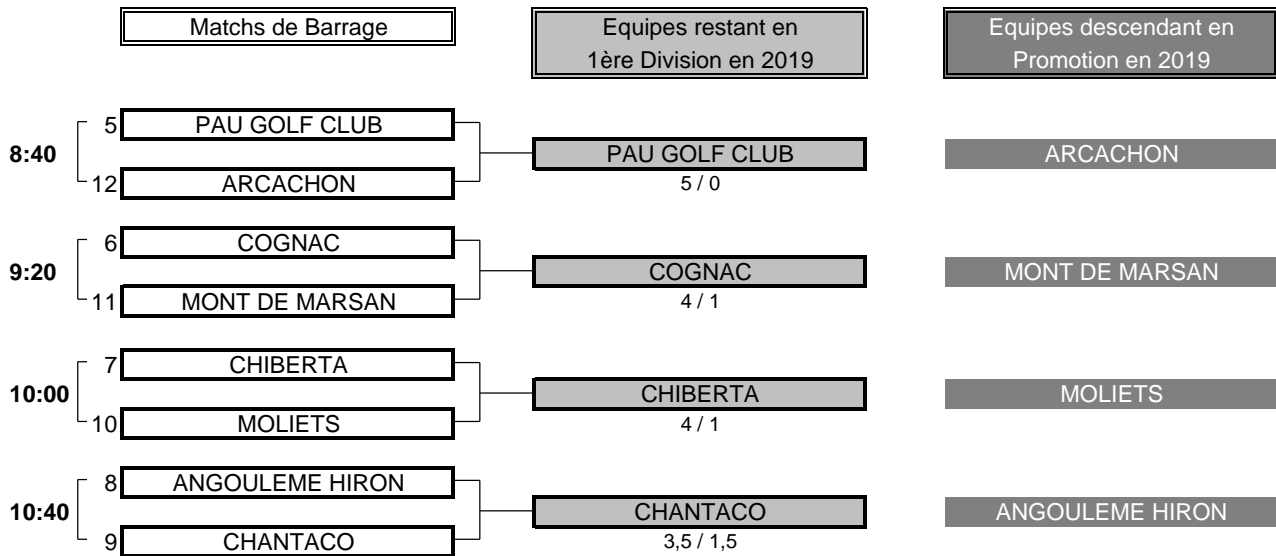 Matchs de Barrage
Equipes restant en
1ère Division en 2019
Equipes descendant en
Promotion en 2019
8:40
5 PAU GOLF CLUB
12 ARCACHON
PAU GOLF CLUB
5 / 0
ARCACHON
9:20
6 COGNAC
11 MONT DE MARSAN
COGNAC
4 / 1
MONT DE MARSAN
10:00
7 CHIBERTA
10 MOLIETS
CHIBERTA
4 / 1
MOLIETS
10:40
8 ANGOULEME HIRON
9 CHANTACO
CHANTACO
3,5 / 1,5
ANGOULEME HIRON